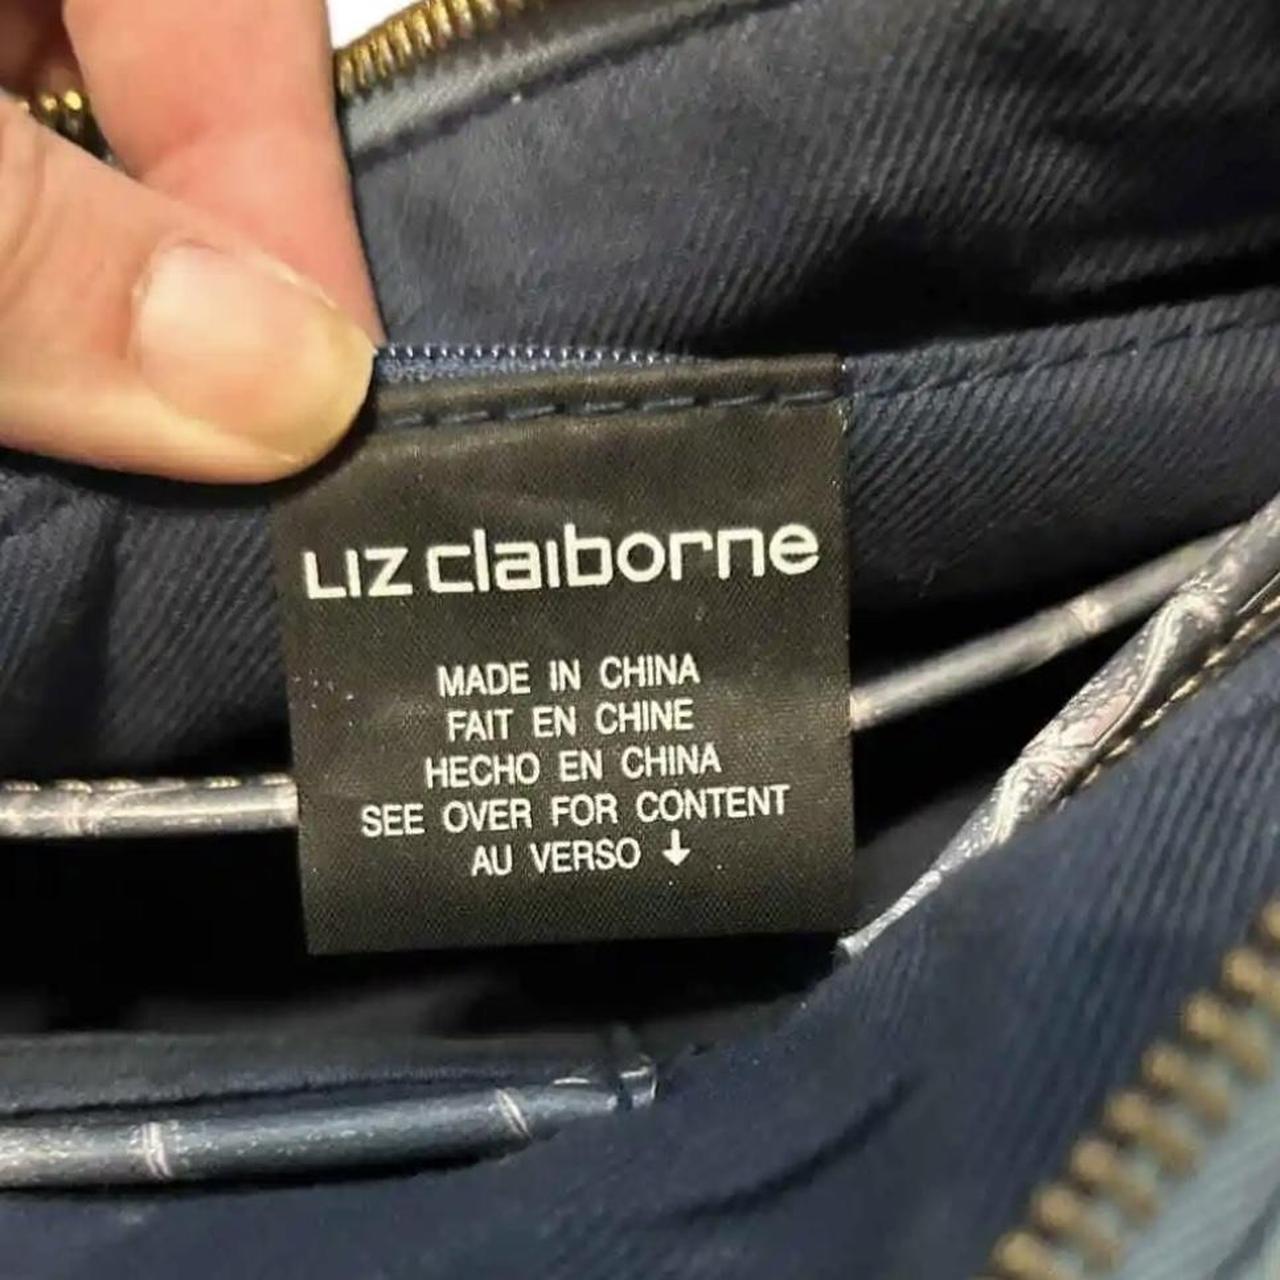 LIZ claiborne
MADE IN CHINA
FAIT EN CHINE
HECHO EN CHINA
SEE OVER FOR CONTENT
AU VERSO ↓